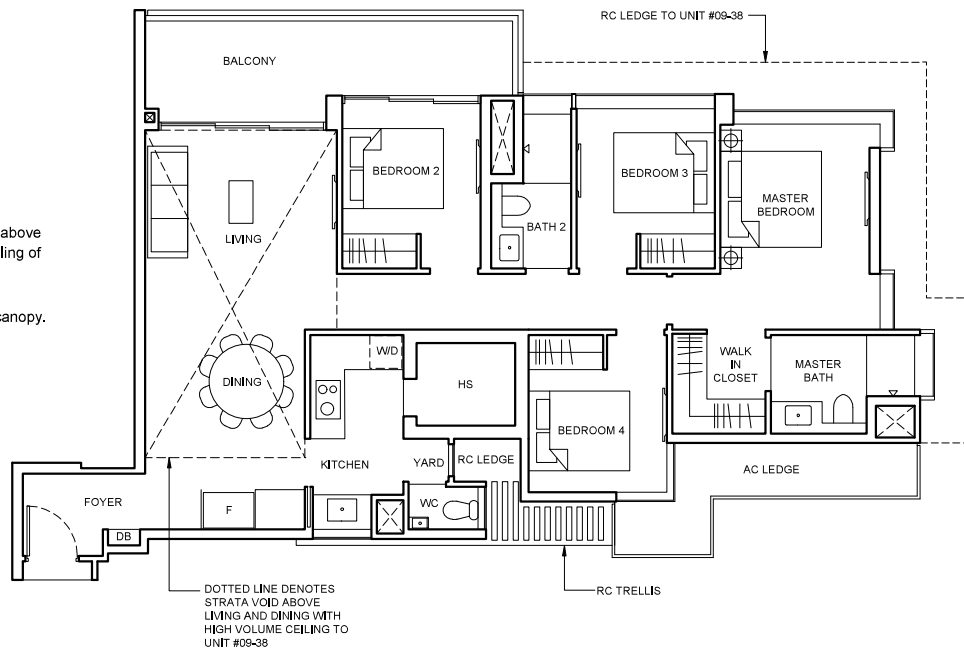 RC LEDGE TO UNIT #09-38
BALCONY
BEDROOM 2
BEDROOM 3
MASTER
BEDROOM
BATH 2
above
ling of
LIVING
canopy.
W/D
HS
WALK
IN
CLOSET
MASTER
BATH
DINING
BEDROOM 4
KITCHEN
YARD
RC LEDGE
AC LEDGE
FOYER
F
WC
DB
DOTTED LINE DENOTES
STRATA VOID ABOVE
LIVING AND DINING WITH
HIGH VOLUME CEILING TO
UNIT #09-38
RC TRELLIS